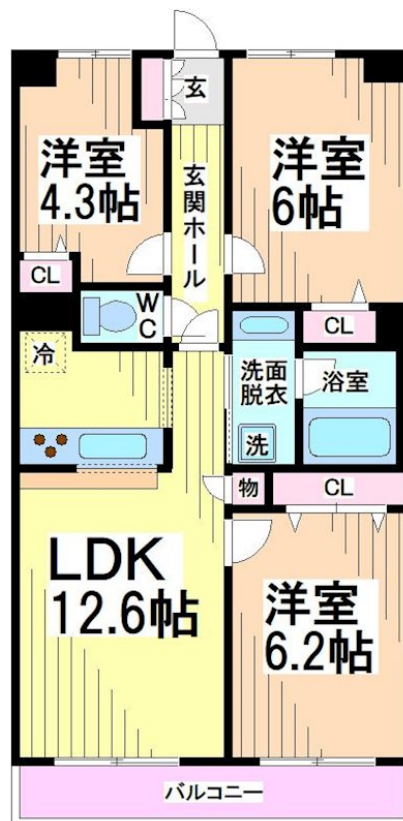 玄
洋室
4.3帖
玄関ホール
洋室
6帖
CL
WC
CL
冷
洗面
脱衣
浴室
洗
物
CL
LDK
12.6帖
洋室
6.2帖
バルコニー